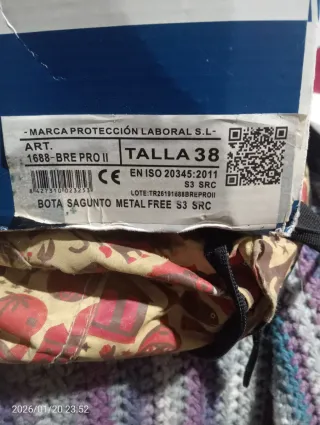 - MARCA PROTECCIÓN LABORAL S.L-
ART.
1688-BRE PRO II
TALLA 38
CE
EN ISO 20345:2011
S3 SRC
LOTE:TR26191688BREPROII
BOTA SAGUNTO METAL FREE S3 SRC
2026/01/20 23:52